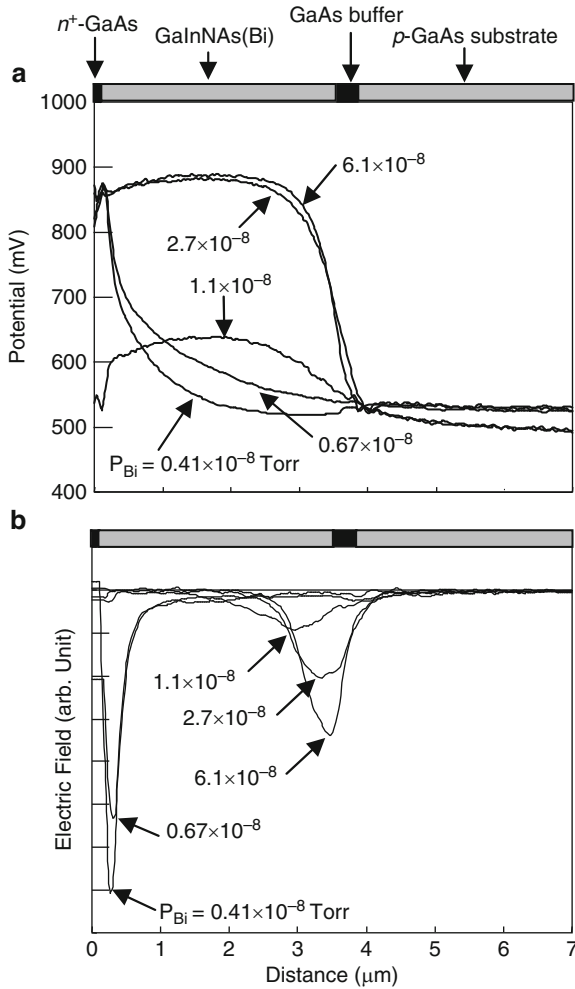 n⁺-GaAs
GaInNAs(Bi)
GaAs buffer
p-GaAs substrate
a
1000
900
800
700
600
500
400
Potential (mV)
6.1×10⁻⁸
2.7×10⁻⁸
1.1×10⁻⁸
0.67×10⁻⁸
P_Bi = 0.41×10⁻⁸ Torr
b
Electric Field (arb. Unit)
1.1×10⁻⁸
2.7×10⁻⁸
6.1×10⁻⁸
0.67×10⁻⁸
P_Bi = 0.41×10⁻⁸ Torr
0 1 2 3 4 5 6 7
Distance (μm)